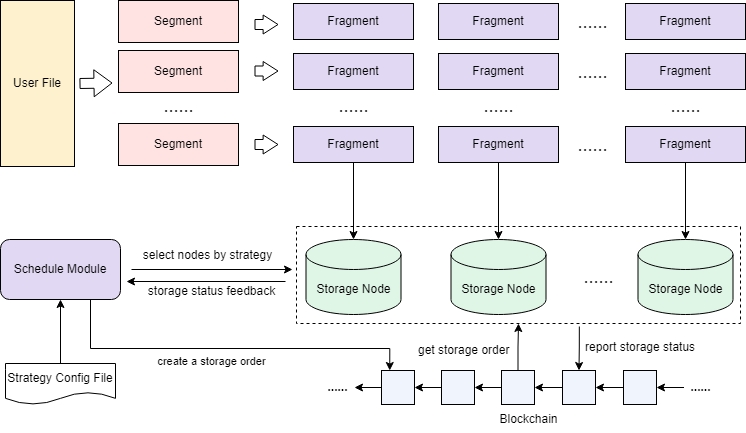 User File
Segment
Fragment
Fragment
......
Fragment
Segment
Fragment
Fragment
......
Fragment
......
......
......
......
Segment
Fragment
Fragment
......
Fragment
Schedule Module
select nodes by strategy
storage status feedback
Storage Node
Storage Node
......
Storage Node
create a storage order
get storage order
report storage status
Strategy Config File
......
......
Blockchain